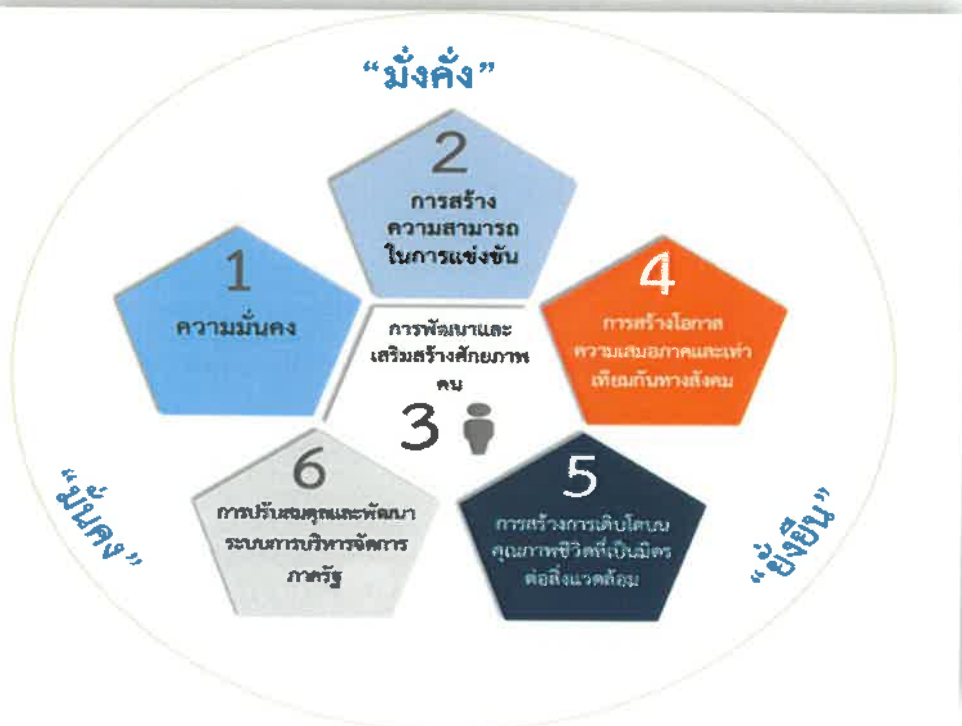 “มั่งคั่ง”
2
การสร้าง
ความสามารถ
ในการแข่งขัน
1
ความมั่นคง
4
การสร้างโอกาส
ความเสมอภาคและเท่า
เทียมกันทางสังคม
การพัฒนาและ
เสริมสร้างศักยภาพ
คน
3
6
การปรับสมดุลและพัฒนา
ระบบการบริหารจัดการ
ภาครัฐ
5
การสร้างการเติบโตบน
คุณภาพชีวิตที่เป็นมิตร
ต่อสิ่งแวดล้อม
“มั่นคง”
“ยั่งยืน”